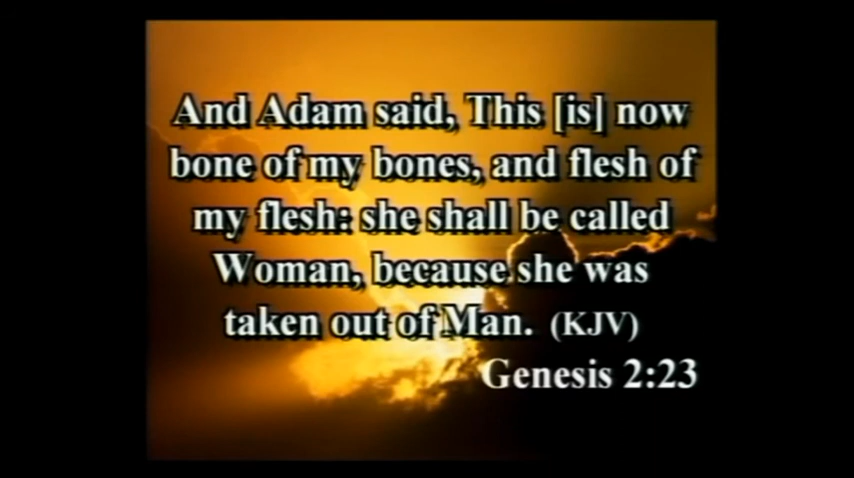 And Adam said, This [is] now
bone of my bones, and flesh of
my flesh: she shall be called
Woman, because she was
taken out of Man. (KJV)
Genesis 2:23